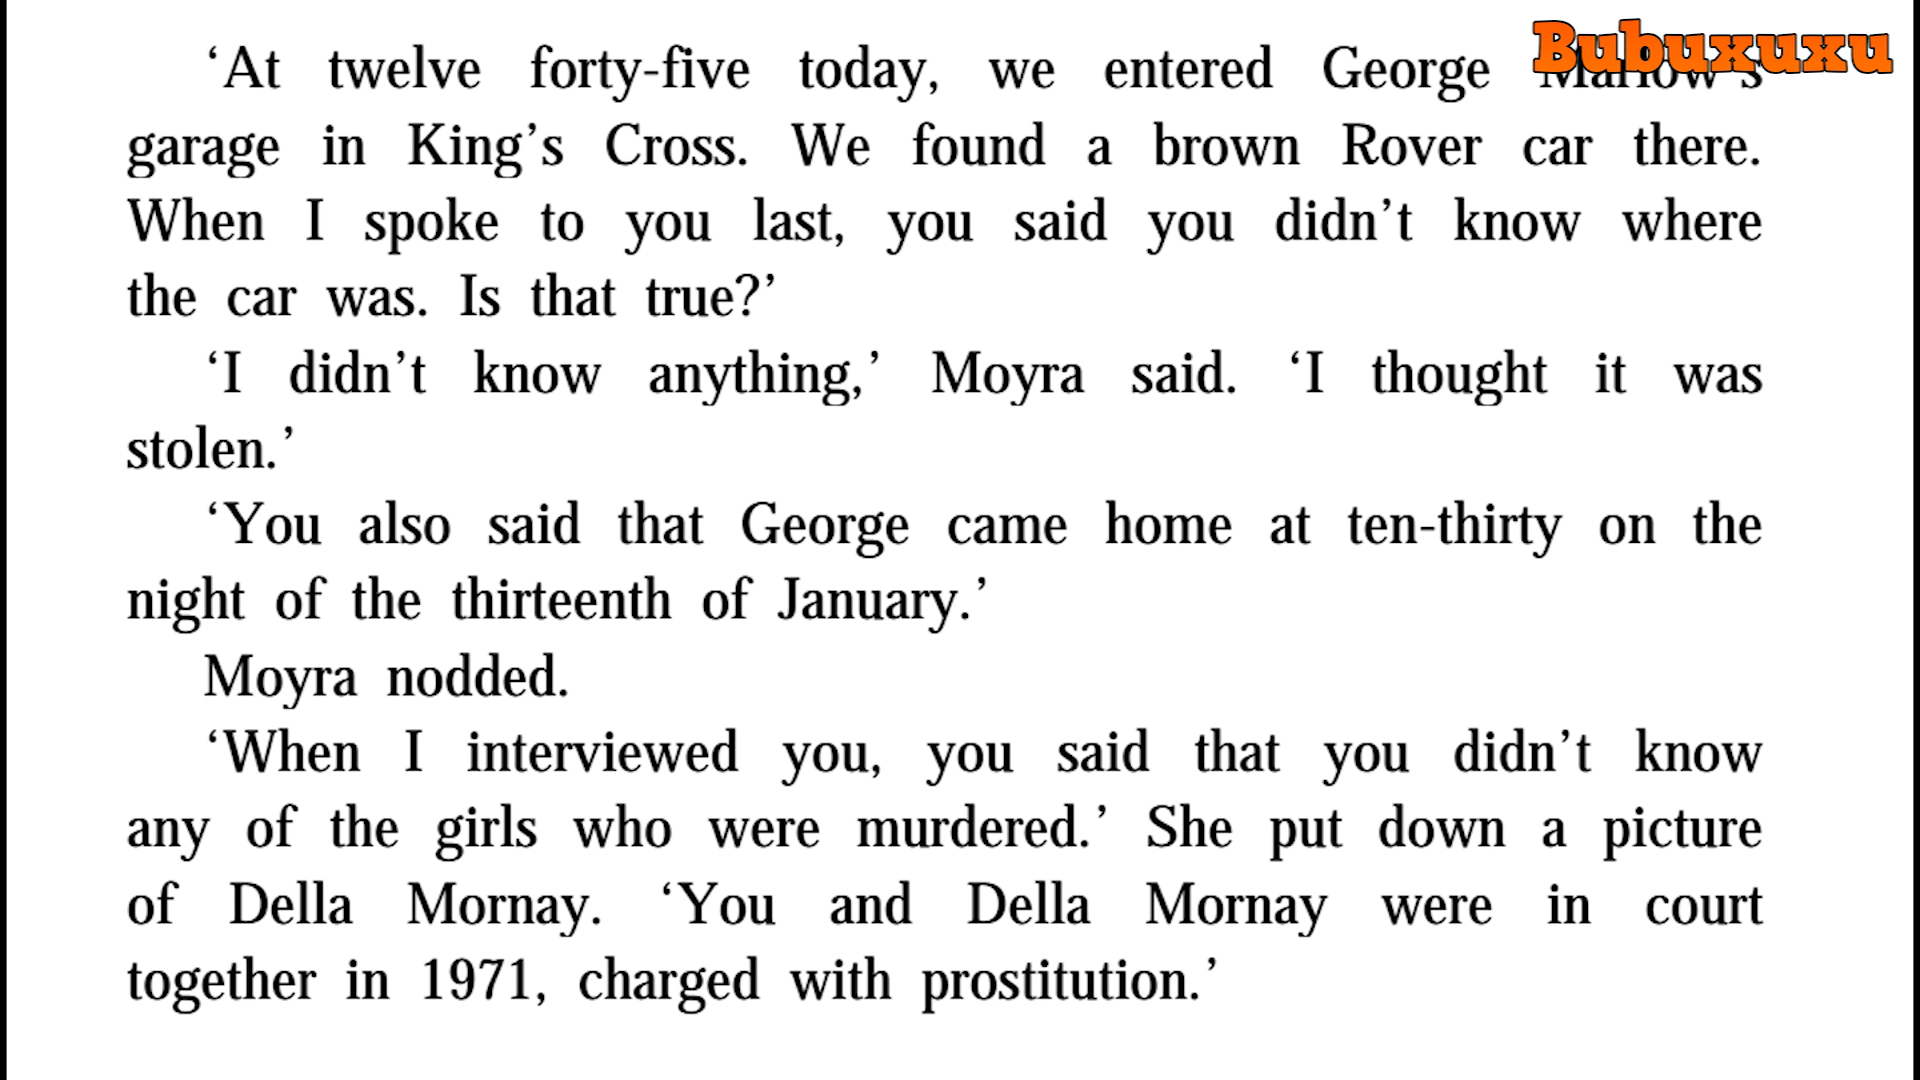 Bubuxuxu
‘At twelve forty-five today, we entered George Marlow’s
garage in King’s Cross. We found a brown Rover car there.
When I spoke to you last, you said you didn’t know where
the car was. Is that true?’
‘I didn’t know anything,’ Moyra said. ‘I thought it was
stolen.’
‘You also said that George came home at ten-thirty on the
night of the thirteenth of January.’
Moyra nodded.
‘When I interviewed you, you said that you didn’t know
any of the girls who were murdered.’ She put down a picture
of Della Mornay. ‘You and Della Mornay were in court
together in 1971, charged with prostitution.’